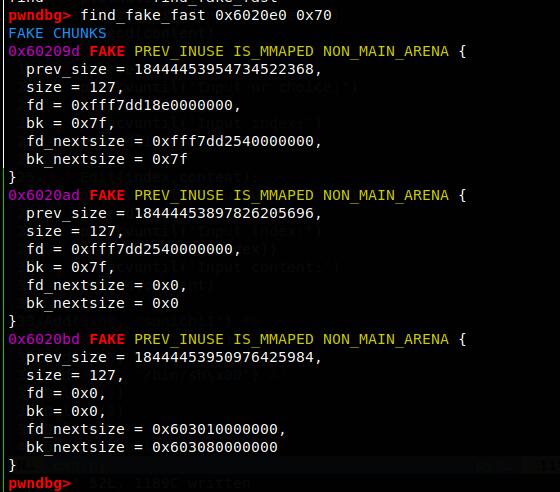 pwndbg> find_fake_fast 0x6020e0 0x70
FAKE CHUNKS
0x60209d FAKE PREV_INUSE IS_MMAPED NON_MAIN_ARENA {
prev_size = 18444453954734522368,
size = 127,
fd = 0xfff7dd18e0000000,
bk = 0x7f,
fd_nextsize = 0xfff7dd2540000000,
bk_nextsize = 0x7f
}
0x6020ad FAKE PREV_INUSE IS_MMAPED NON_MAIN_ARENA {
prev_size = 18444453897826205696,
size = 127,
fd = 0xfff7dd2540000000,
bk = 0x7f,
fd_nextsize = 0x0,
bk_nextsize = 0x0
}
0x6020bd FAKE PREV_INUSE IS_MMAPED NON_MAIN_ARENA {
prev_size = 18444453950976425984,
size = 127,
fd = 0x0,
bk = 0x0,
fd_nextsize = 0x603010000000,
bk_nextsize = 0x603080000000
}
pwndbg>